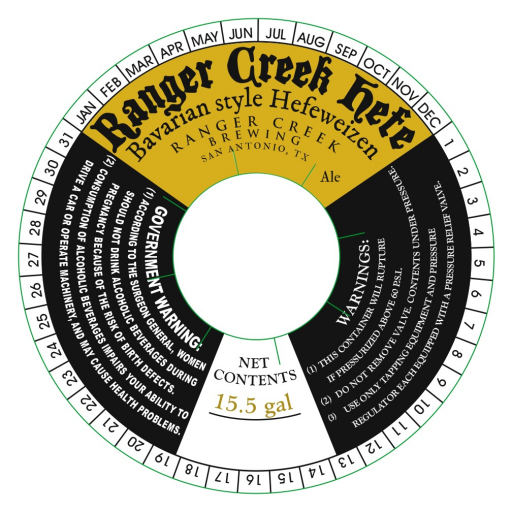 JAN
FEB
MAR
APR
MAY
JUN
JUL
AUG
SEP
OCT
NOV
DEC
Ranger Creek Hefe
Bavarian style Hefeweizen
RANGER CREEK
BREWING
SAN ANTONIO, TX
Ale
1
2
3
4
5
6
7
8
9
10
11
12
13
14
15
16
17
18
19
20
21
22
23
24
25
26
27
28
29
30
31
WARNINGS:
(1) THIS CONTAINER WILL RUPTURE
IF PRESSURIZED ABOVE 60 P.S.I.
(2) DO NOT REMOVE VALVE. CONTENTS UNDER PRESSURE.
(3) USE ONLY TAPPING EQUIPMENT AND PRESSURE
REGULATOR EACH EQUIPPED WITH A PRESSURE RELIEF VALVE.
NET
CONTENTS
15.5 gal
GOVERNMENT WARNING:
(1) ACCORDING TO THE SURGEON GENERAL, WOMEN
SHOULD NOT DRINK ALCOHOLIC BEVERAGES DURING
PREGNANCY BECAUSE OF THE RISK OF BIRTH DEFECTS.
(2) CONSUMPTION OF ALCOHOLIC BEVERAGES IMPAIRS YOUR ABILITY TO
DRIVE A CAR OR OPERATE MACHINERY, AND MAY CAUSE HEALTH PROBLEMS.